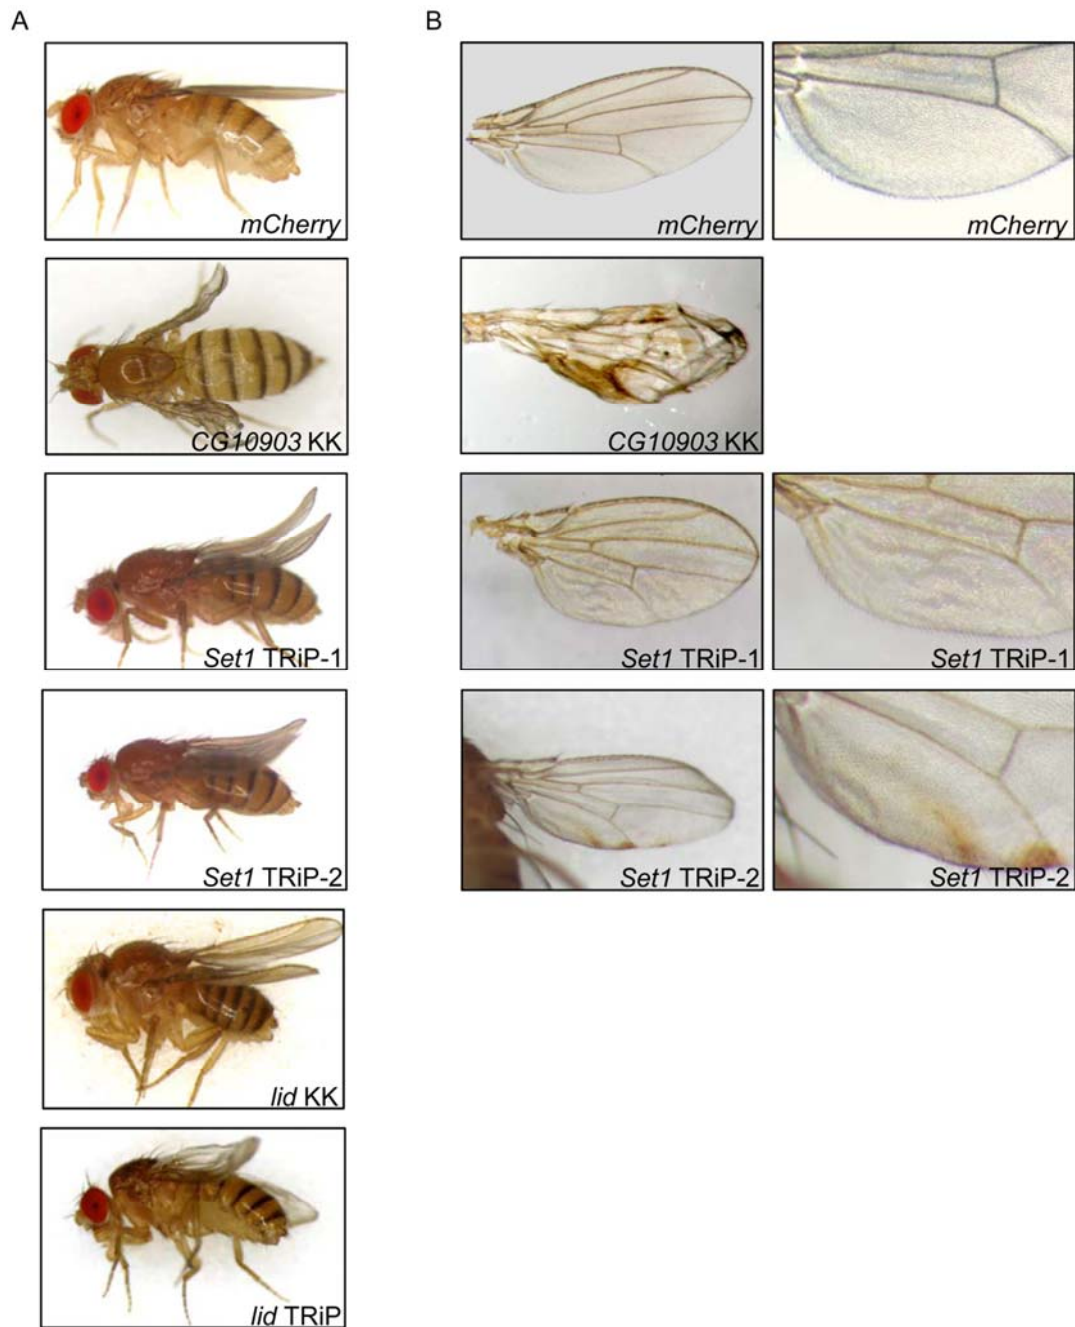 A
B
mCherry
mCherry
mCherry
CG10903 KK
CG10903 KK
Set1 TRiP-1
Set1 TRiP-1
Set1 TRiP-1
Set1 TRiP-2
Set1 TRiP-2
Set1 TRiP-2
lid KK
lid TRiP